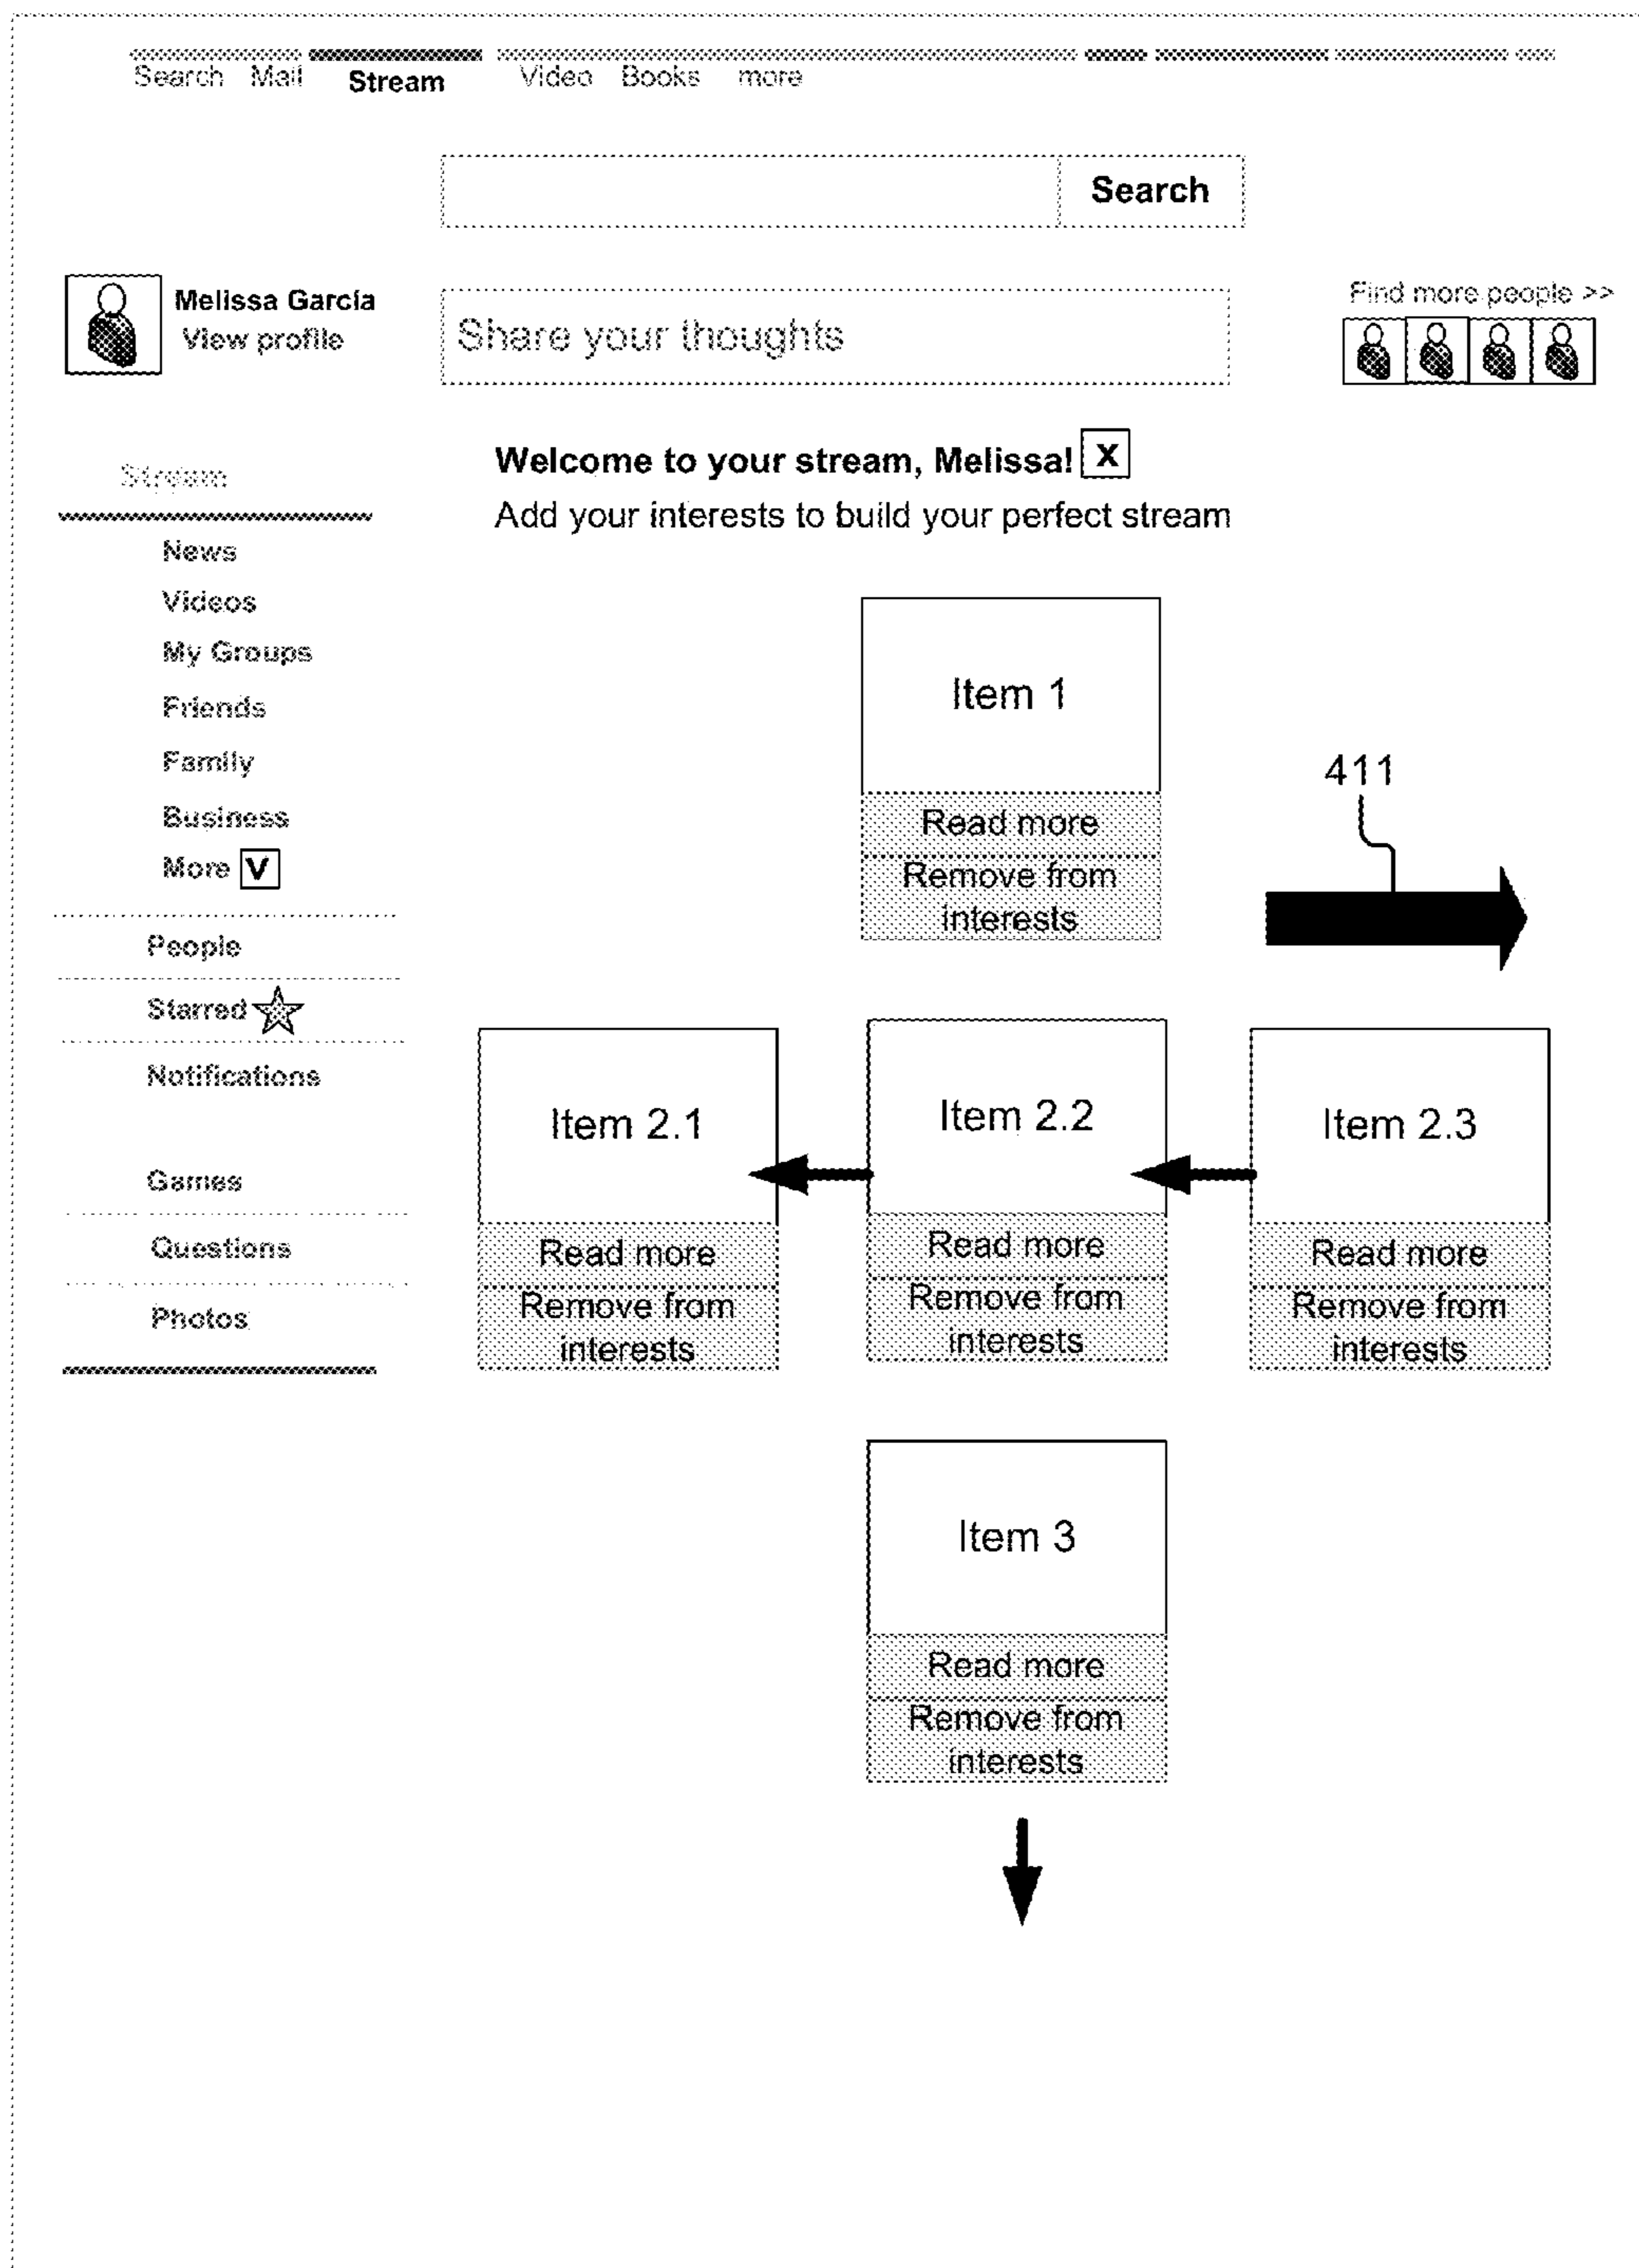 Search Mail Stream Video Books more
Search
Melissa Garcia
View profile
Share your thoughts
Find more people >>
Welcome to your stream, Melissa! X
Add your interests to build your perfect stream
Stream
News
Videos
My Groups
Friends
Family
Business
More V
People
Starred
Notifications
Games
Questions
Photos
Item 1
Read more
Remove from
interests
411
Item 2.1
Read more
Remove from
interests
Item 2.2
Read more
Remove from
interests
Item 2.3
Read more
Remove from
interests
Item 3
Read more
Remove from
interests